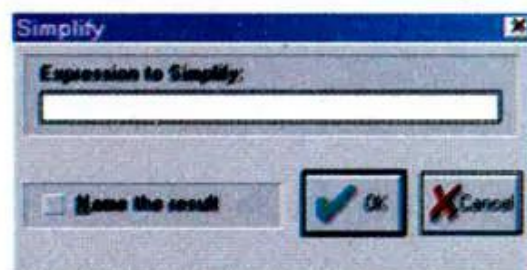 Simplify
Expression to Simplify:
Name the result
OK
Cancel